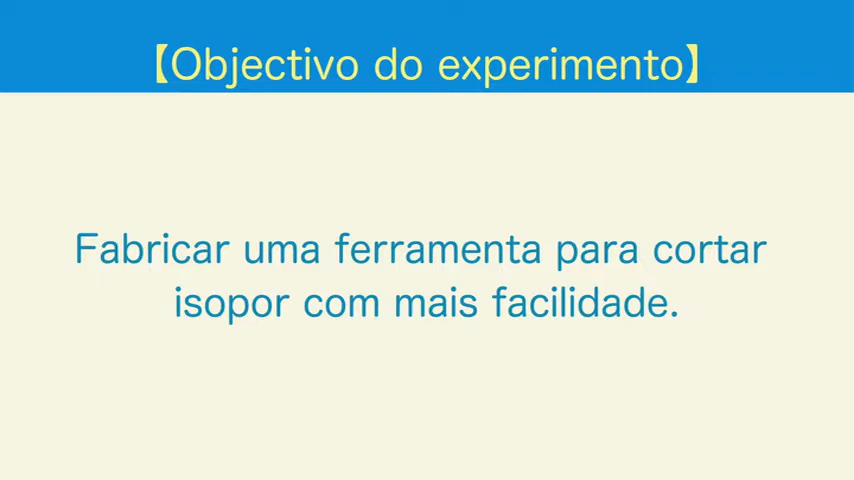 【Objectivo do experimento】
Fabricar uma ferramenta para cortar
isopor com mais facilidade.